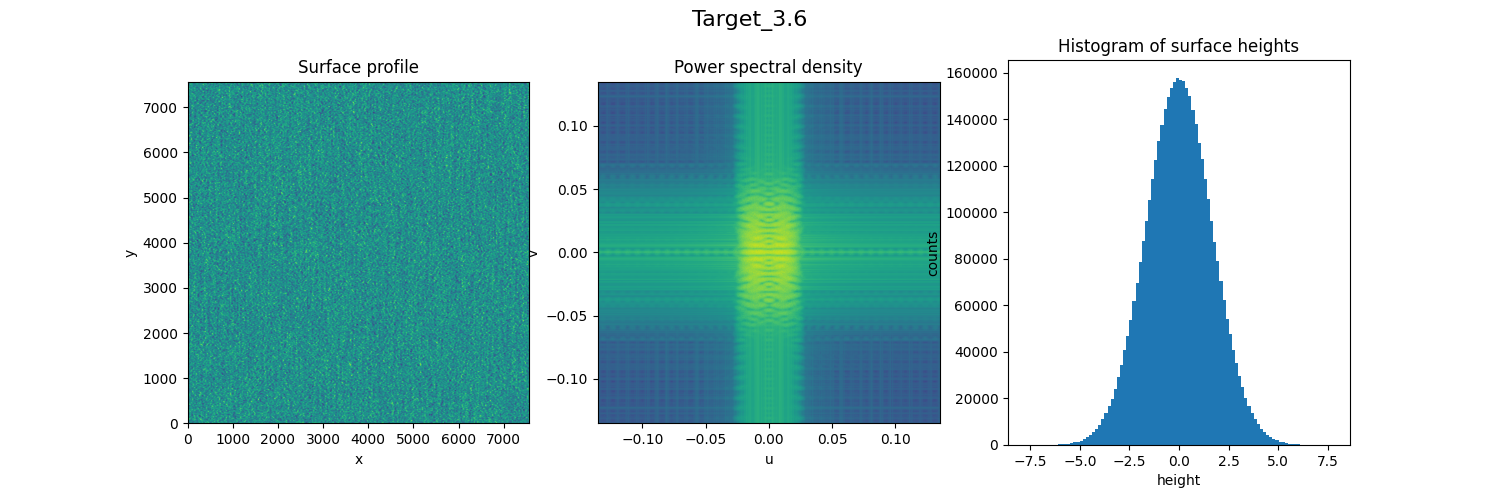 Target_3.6
Surface profile
7000
6000
5000
4000
3000
2000
1000
0
y
0 1000 2000 3000 4000 5000 6000 7000
x
Power spectral density
0.10
0.05
0.00
−0.05
−0.10
v
−0.10 −0.05 0.00 0.05 0.10
u
Histogram of surface heights
160000
140000
120000
100000
80000
60000
40000
20000
0
counts
−7.5 −5.0 −2.5 0.0 2.5 5.0 7.5
height